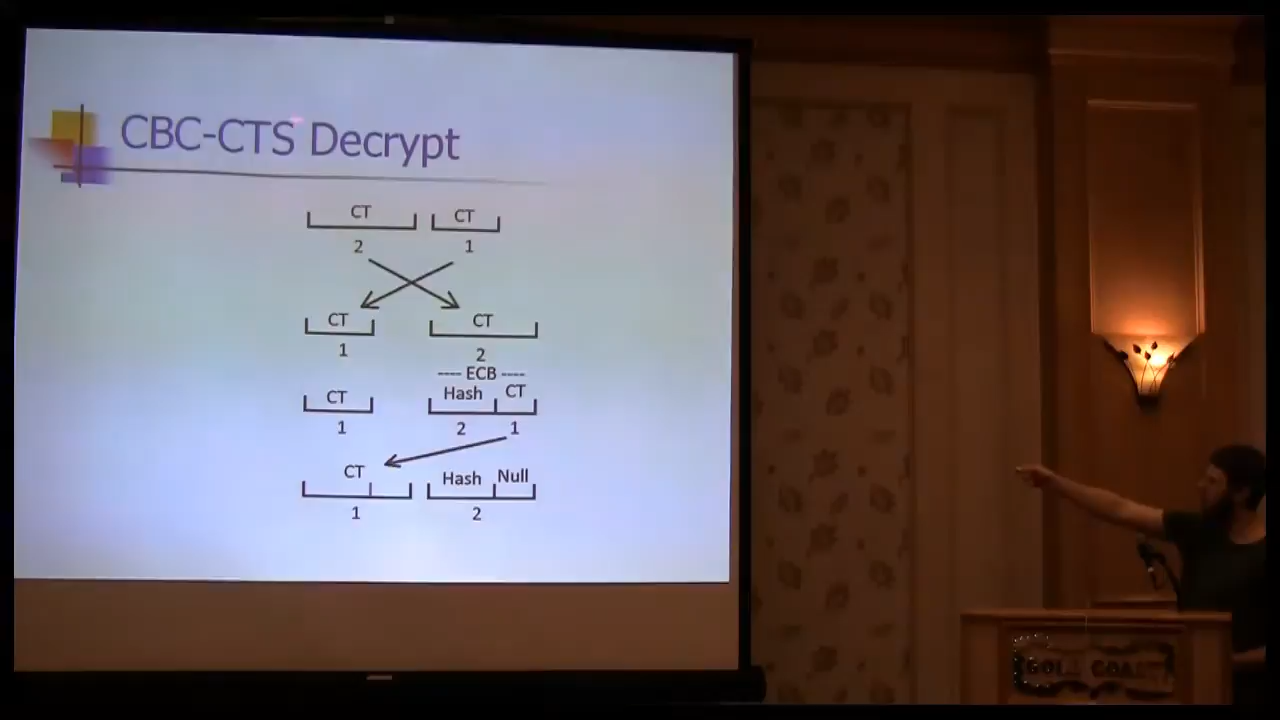 CBC-CTS Decrypt
CT CT
2 1
CT CT
1 2
---- ECB ----
CT Hash CT
1 2 1
CT Hash Null
1 2
GOLD COAST